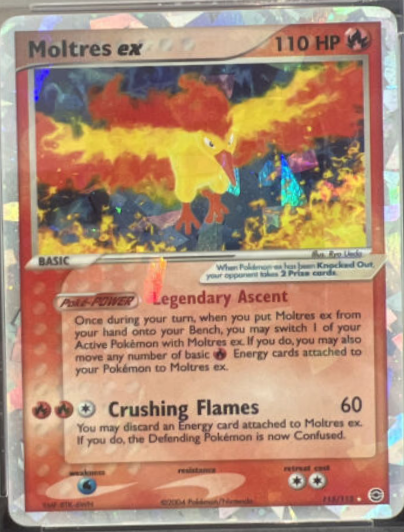 Moltres ex 110 HP
Illus. Ryo Ueda
BASIC
When Pokémon-ex has been Knocked Out,
your opponent takes 2 Prize cards.
Poké-POWER Legendary Ascent
Once during your turn, when you put Moltres ex from
your hand onto your Bench, you may switch 1 of your
Active Pokémon with Moltres ex. If you do, you may also
move any number of basic Energy cards attached to
your Pokémon to Moltres ex.
Crushing Flames 60
You may discard an Energy card attached to Moltres ex.
If you do, the Defending Pokémon is now Confused.
weakness resistance retreat cost
©2004 Pokémon/Nintendo